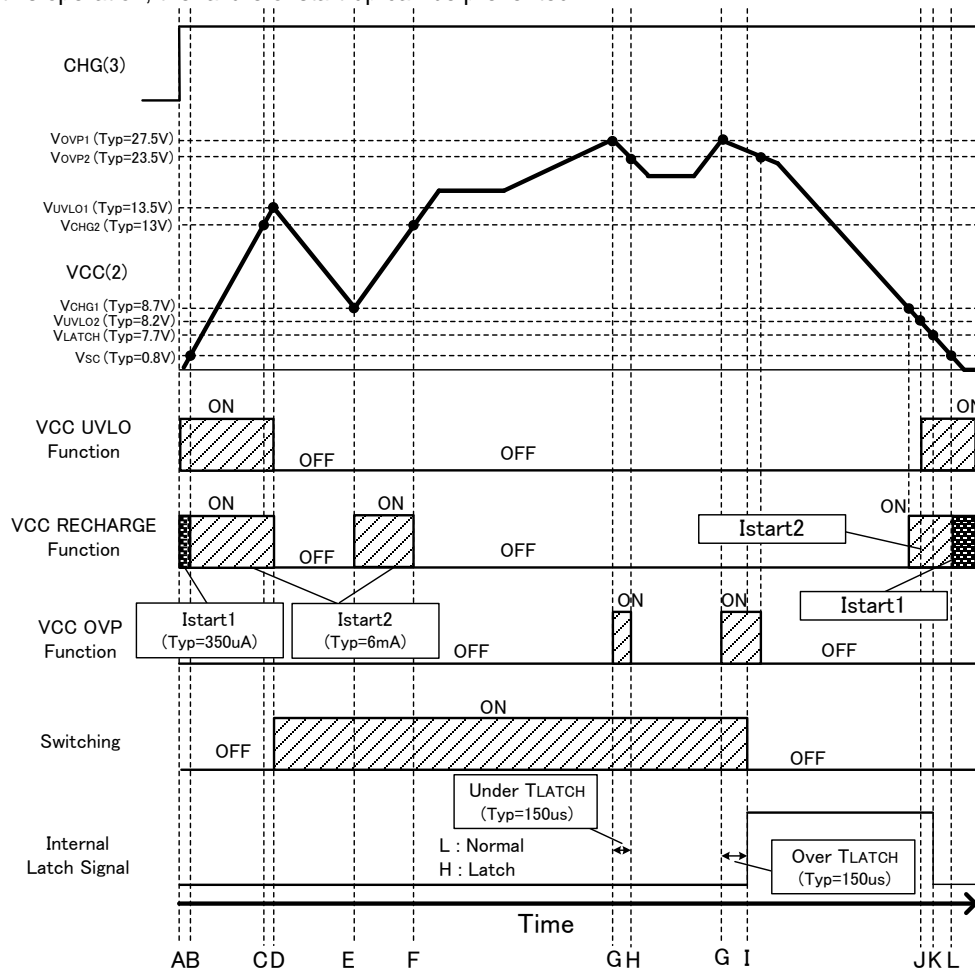 CHG(3)
VOVP1 (Typ=27.5V)
VOVP2 (Typ=23.5V)
VUVLO1 (Typ=13.5V)
VCHG2 (Typ=13V)
VCC(2)
VCHG1 (Typ=8.7V)
VUVLO2 (Typ=8.2V)
VLATCH (Typ=7.7V)
VSC (Typ=0.8V)
ON
ON
VCC UVLO
Function
OFF
OFF
ON
ON
ON
VCC RECHARGE
Function
OFF
OFF
Istart2
Istart1
(Typ=350uA)
Istart2
(Typ=6mA)
Istart1
VCC OVP
Function
ON
ON
OFF
OFF
Switching
OFF
ON
OFF
Under TLATCH
(Typ=150us)
Internal
Latch Signal
L : Normal
H : Latch
Over TLATCH
(Typ=150us)
Time
A B C D E F G H G I J K L